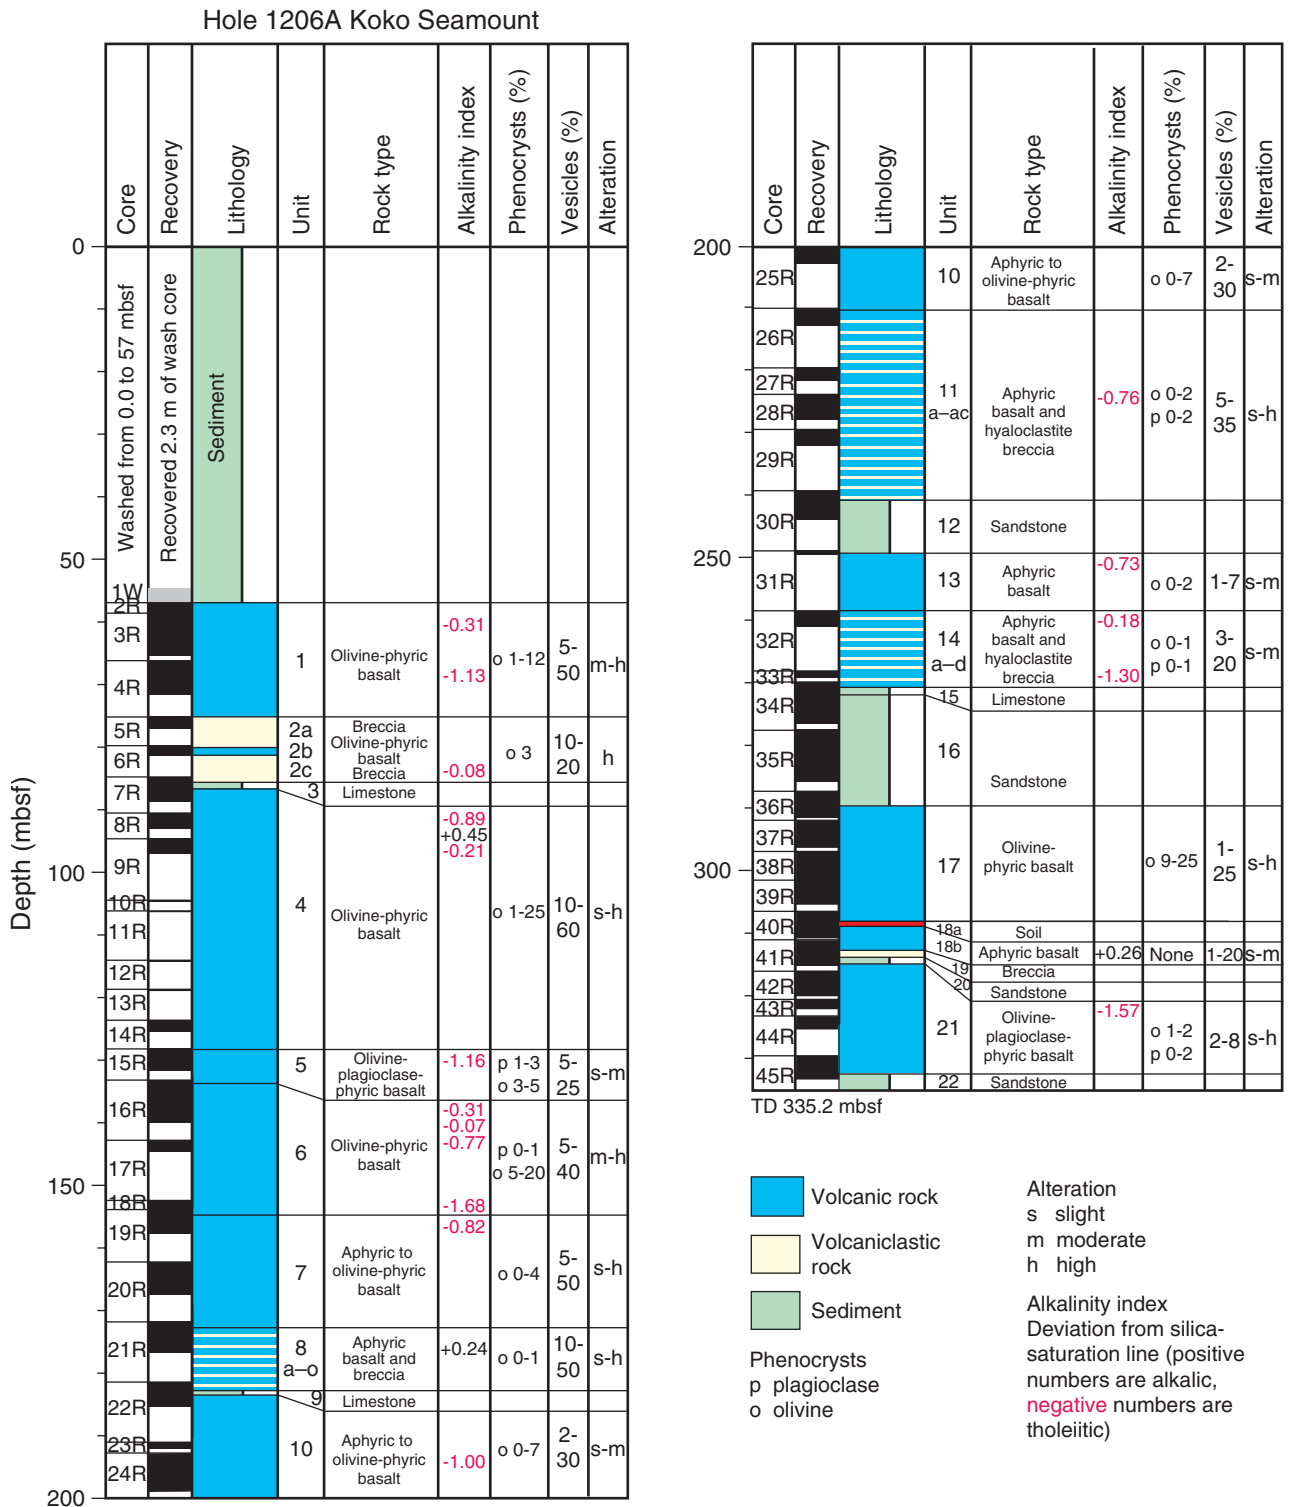 Hole 1206A Koko Seamount
Core
Recovery
Lithology
Unit
Rock type
Alkalinity index
Phenocrysts (%)
Vesicles (%)
Alteration
Depth (mbsf)
0
50
100
150
200
Washed from 0.0 to 57 mbsf
Recovered 2.3 m of wash core
Sediment
1W
2R
3R
4R
5R
6R
7R
8R
9R
10R
11R
12R
13R
14R
15R
16R
17R
18R
19R
20R
21R
22R
23R
24R
1
Olivine-phyric
basalt
-0.31
-1.13
o 1-12
5-
50
m-h
2a
2b
2c
Breccia
Olivine-phyric
basalt
Breccia
-0.08
o 3
10-
20
h
3
Limestone
4
Olivine-phyric
basalt
-0.89
+0.45
-0.21
o 1-25
10-
60
s-h
5
Olivine-
plagioclase-
phyric basalt
-1.16
p 1-3
o 3-5
5-
25
s-m
6
Olivine-phyric
basalt
-0.31
-0.07
-0.77
-1.68
p 0-1
o 5-20
5-
40
m-h
7
Aphyric to
olivine-phyric
basalt
-0.82
o 0-4
5-
50
s-h
8
a–o
Aphyric
basalt and
breccia
+0.24
o 0-1
10-
50
s-h
9
Limestone
10
Aphyric to
olivine-phyric
basalt
-1.00
o 0-7
2-
30
s-m
Core
Recovery
Lithology
Unit
Rock type
Alkalinity index
Phenocrysts (%)
Vesicles (%)
Alteration
200
250
300
25R
26R
27R
28R
29R
30R
31R
32R
33R
34R
35R
36R
37R
38R
39R
40R
41R
42R
43R
44R
45R
10
Aphyric to
olivine-phyric
basalt
o 0-7
2-
30
s-m
11
a–ac
Aphyric
basalt and
hyaloclastite
breccia
-0.76
o 0-2
p 0-2
5-
35
s-h
12
Sandstone
13
Aphyric
basalt
-0.73
o 0-2
1-7
s-m
14
a–d
Aphyric
basalt and
hyaloclastite
breccia
-0.18
-1.30
o 0-1
p 0-1
3-
20
s-m
15
Limestone
16
Sandstone
17
Olivine-
phyric basalt
o 9-25
1-
25
s-h
18a
Soil
18b
Aphyric basalt
+0.26
None
1-20
s-m
19
Breccia
20
Sandstone
21
Olivine-
plagioclase-
phyric basalt
-1.57
o 1-2
p 0-2
2-8
s-h
22
Sandstone
TD 335.2 mbsf
Volcanic rock
Volcaniclastic
rock
Sediment
Phenocrysts
p plagioclase
o olivine
Alteration
s slight
m moderate
h high
Alkalinity index
Deviation from silica-
saturation line (positive
numbers are alkalic,
negative numbers are
tholeiitic)